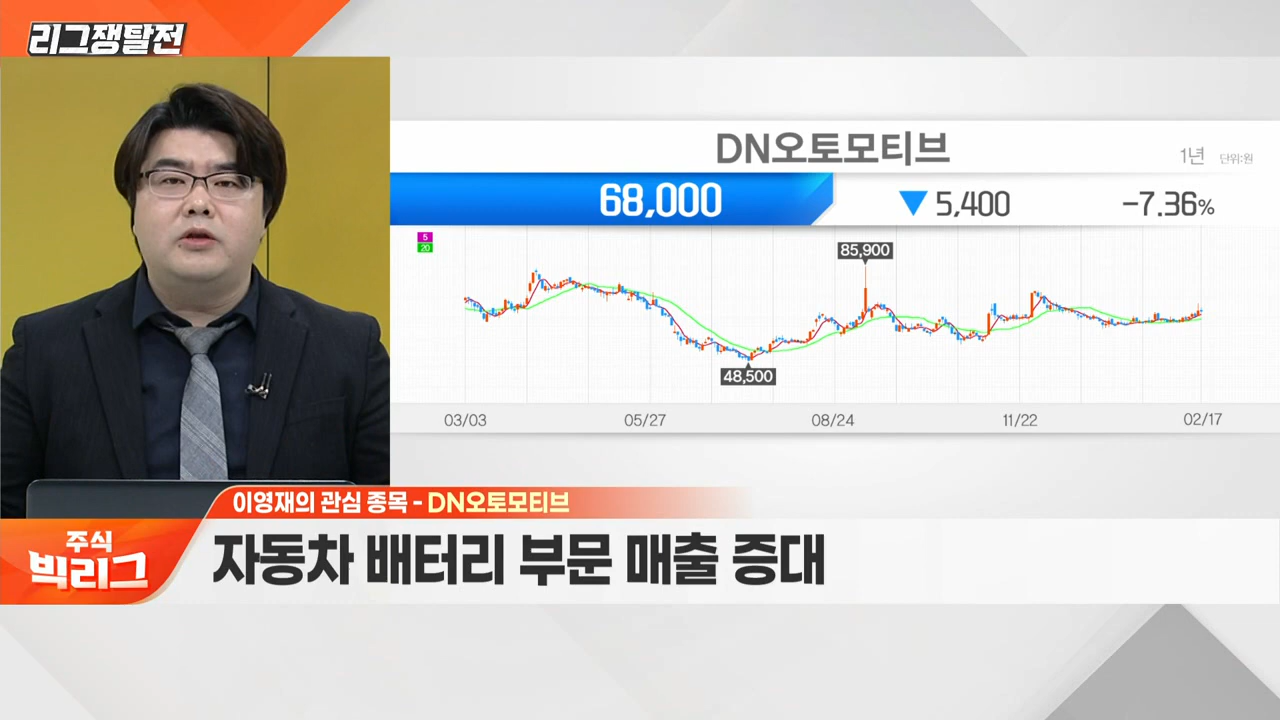 리그쟁탈전
DN오토모티브
1년 단위:원
68,000 ▼ 5,400 -7.36%
5
20
85,900
48,500
03/03 05/27 08/24 11/22 02/17
이영재의 관심 종목 - DN오토모티브
주식
빅리그
자동차 배터리 부문 매출 증대